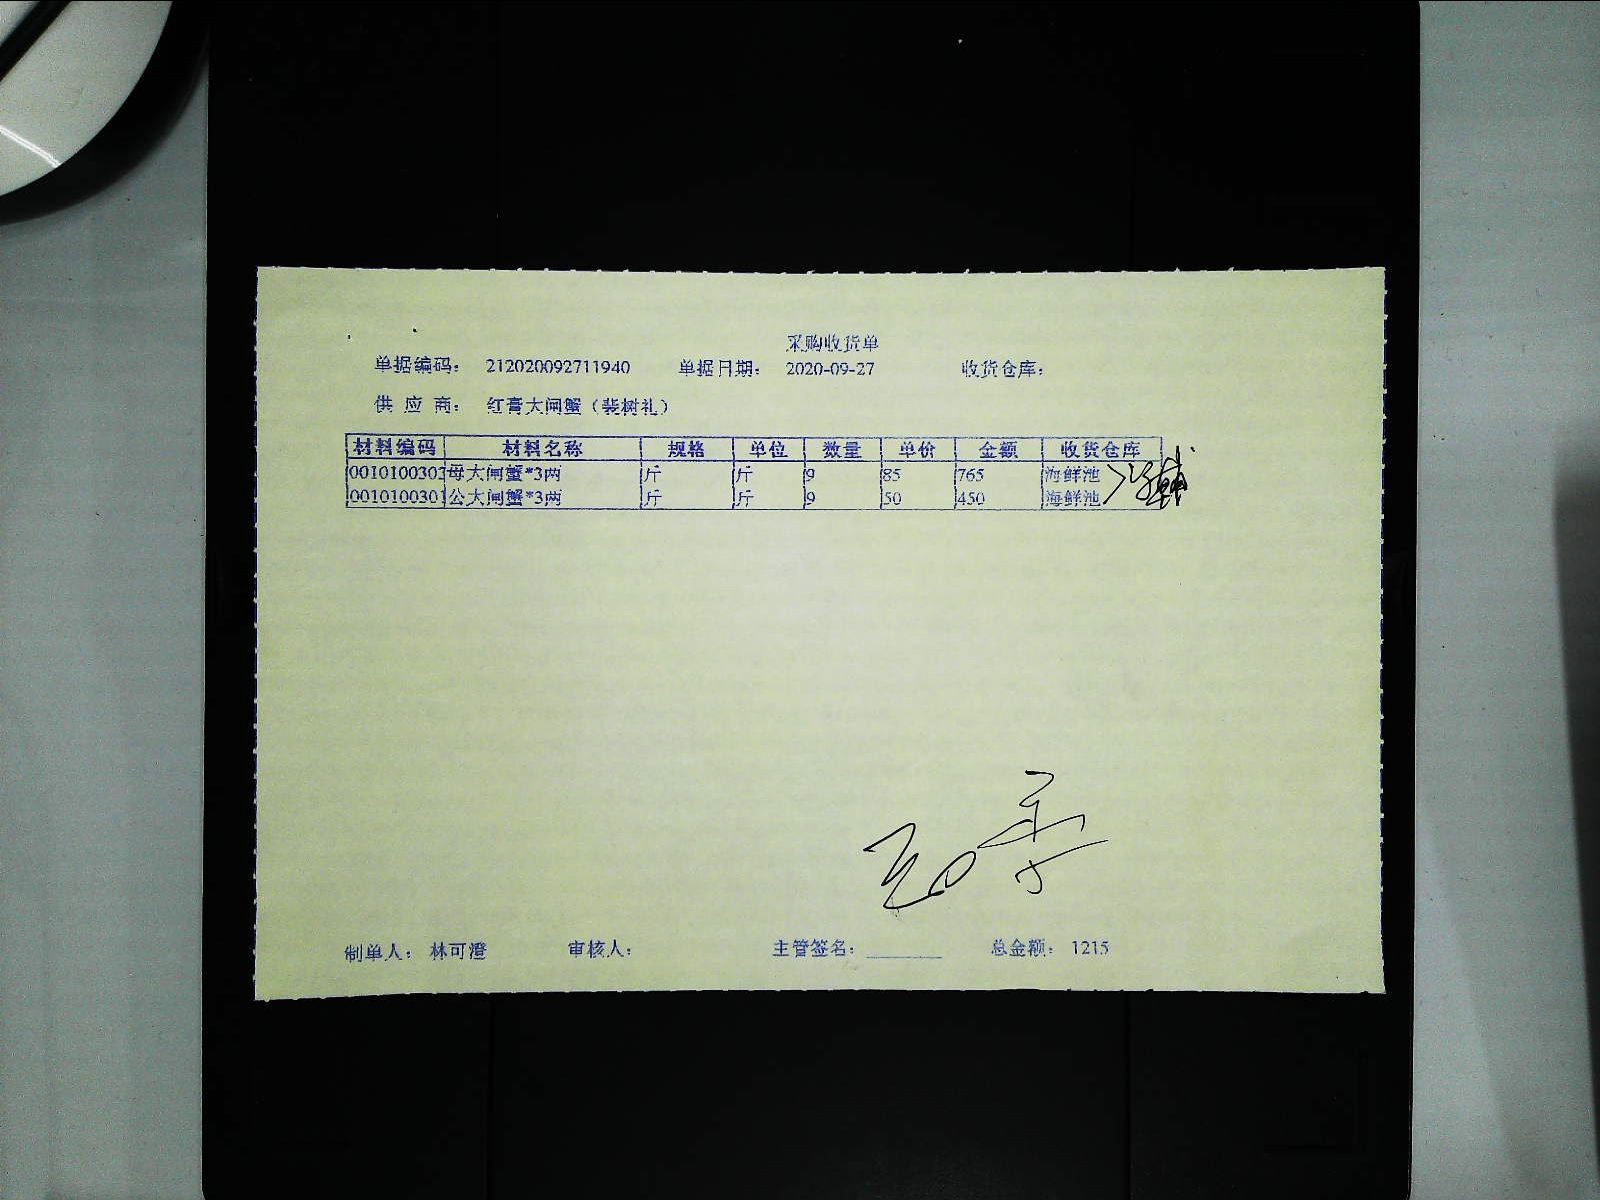 采购收货单
单据编码： 212020092711940 单据日期： 2020-09-27 收货仓库：
供 应 商： 红膏大闸蟹（裴树礼）
材料编码 材料名称 规格 单位 数量 单价 金额 收货仓库
0010100303 母大闸蟹*3两 斤 斤 9 85 765 海鲜池
0010100301 公大闸蟹*3两 斤 斤 9 50 450 海鲜池
制单人： 林可澄 审核人： 主管签名： 总金额： 1215